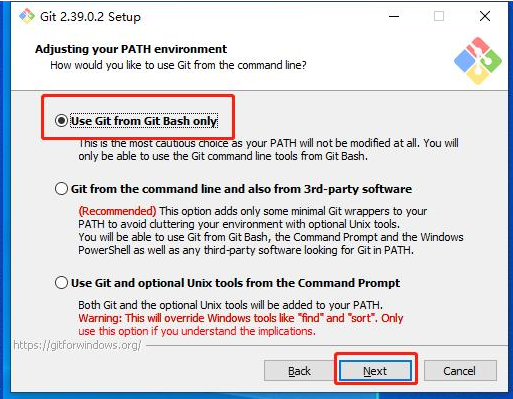 Git 2.39.0.2 Setup
Adjusting your PATH environment
How would you like to use Git from the command line?
Use Git from Git Bash only
This is the most cautious choice as your PATH will not be modified at all. You will
only be able to use the Git command line tools from Git Bash.
Git from the command line and also from 3rd-party software
(Recommended) This option adds only some minimal Git wrappers to your
PATH to avoid cluttering your environment with optional Unix tools.
You will be able to use Git from Git Bash, the Command Prompt and the Windows
PowerShell as well as any third-party software looking for Git in PATH.
Use Git and optional Unix tools from the Command Prompt
Both Git and the optional Unix tools will be added to your PATH.
Warning: This will override Windows tools like "find" and "sort". Only
use this option if you understand the implications.
https://gitforwindows.org/
Back
Next
Cancel